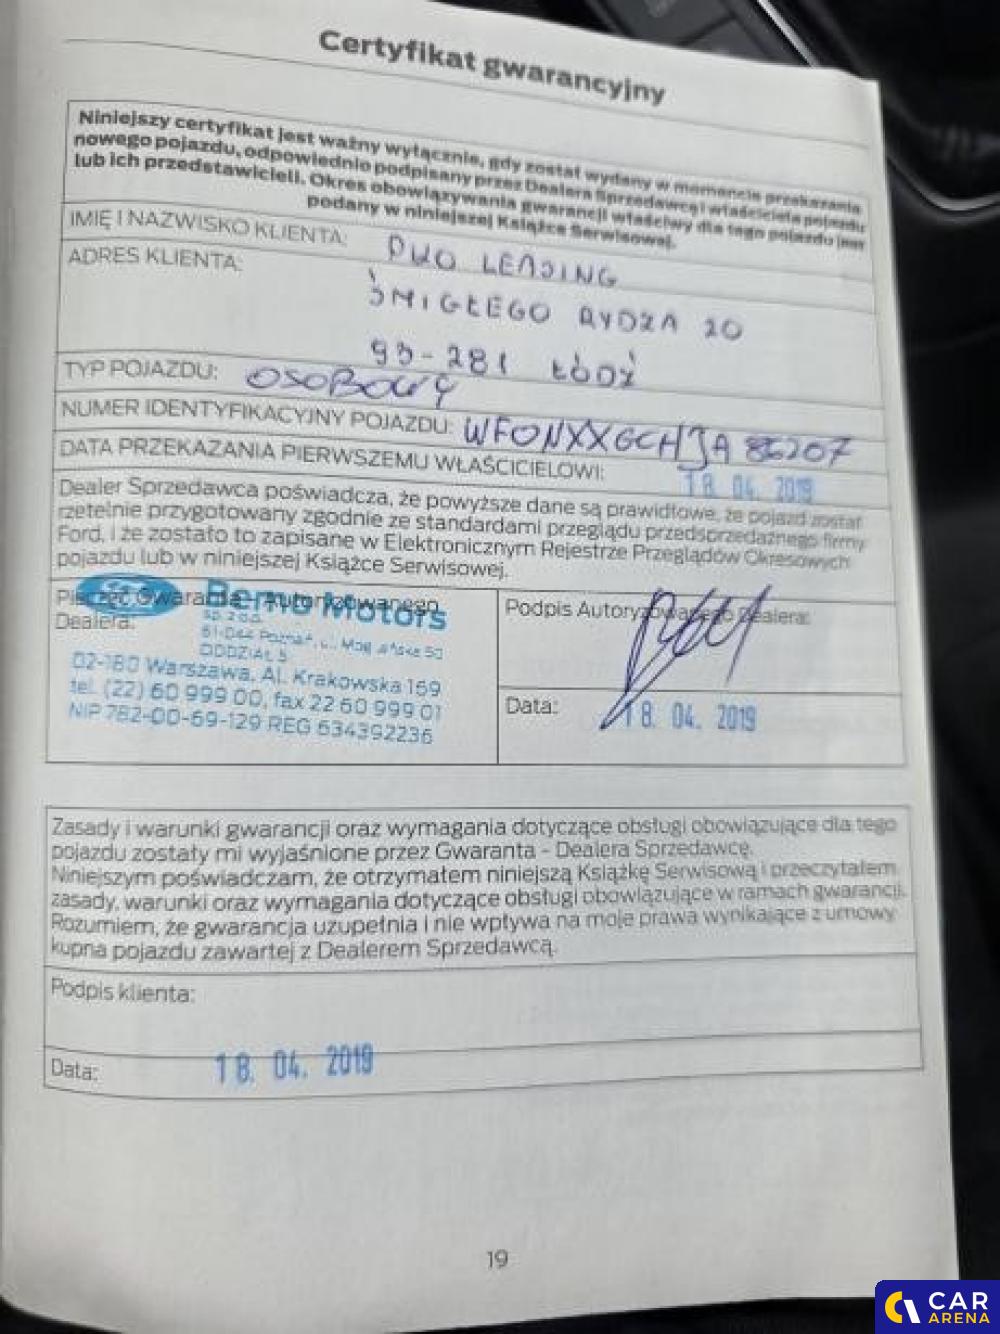 Certyfikat gwarancyjny
Niniejszy certyfikat jest ważny wyłącznie, gdy został wydany w momencie przekazania
nowego pojazdu, odpowiednio podpisany przez Dealera Sprzedawcę i właściciela pojazdu
lub ich przedstawicieli. Okres obowiązywania gwarancji właściwy dla tego pojazdu jest
podany w niniejszej Książce Serwisowej.
IMIĘ I NAZWISKO KLIENTA: PKO LEASING
ADRES KLIENTA: ŚMIGŁEGO RYDZA 20
93-281 ŁÓDŹ
TYP POJAZDU: OSOBOWY
NUMER IDENTYFIKACYJNY POJAZDU: WF0NXXGCHJA86207
DATA PRZEKAZANIA PIERWSZEMU WŁAŚCICIELOWI: 18. 04. 2019
Dealer Sprzedawca poświadcza, że powyższe dane są prawidłowe, że pojazd został
rzetelnie przygotowany zgodnie ze standardami przeglądu przedsprzedażnego firmy
Ford, i że zostało to zapisane w Elektronicznym Rejestrze Przeglądów Okresowych
pojazdu lub w niniejszej Książce Serwisowej.
Pieczęć Gwaranta - Autoryzowanego
Dealera:
Bemo Motors
sp. z o.o.
ODDZIAŁ
02-180 Warszawa, Al. Krakowska 169
tel. (22) 60 999 00, fax 22 60 999 01
NIP 782-00-69-129 REG 634392236
Podpis Autoryzowanego Dealera:
Data: 18. 04. 2019
Zasady i warunki gwarancji oraz wymagania dotyczące obsługi obowiązujące dla tego
pojazdu zostały mi wyjaśnione przez Gwaranta - Dealera Sprzedawcę.
Niniejszym poświadczam, że otrzymałem niniejszą Książkę Serwisową i przeczytałem
zasady, warunki oraz wymagania dotyczące obsługi obowiązujące w ramach gwarancji.
Rozumiem, że gwarancja uzupełnia i nie wpływa na moje prawa wynikające z umowy
kupna pojazdu zawartej z Dealerem Sprzedawcą.
Podpis klienta:
Data: 18. 04. 2019
19
CAR
ARENA